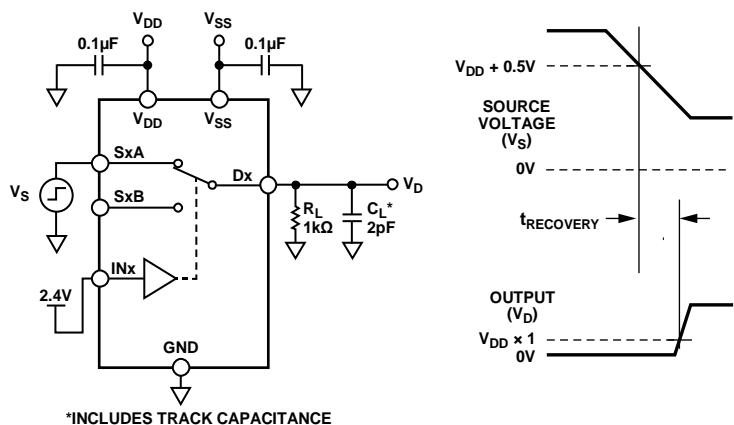 VDD VSS
0.1µF 0.1µF
VDD VSS
SxA
Dx
VD
VS
SxB
RL
1kΩ
CL*
2pF
INx
2.4V
GND
*INCLUDES TRACK CAPACITANCE
VDD + 0.5V
SOURCE
VOLTAGE
(VS)
0V
tRECOVERY
OUTPUT
(VD)
VDD × 1
0V